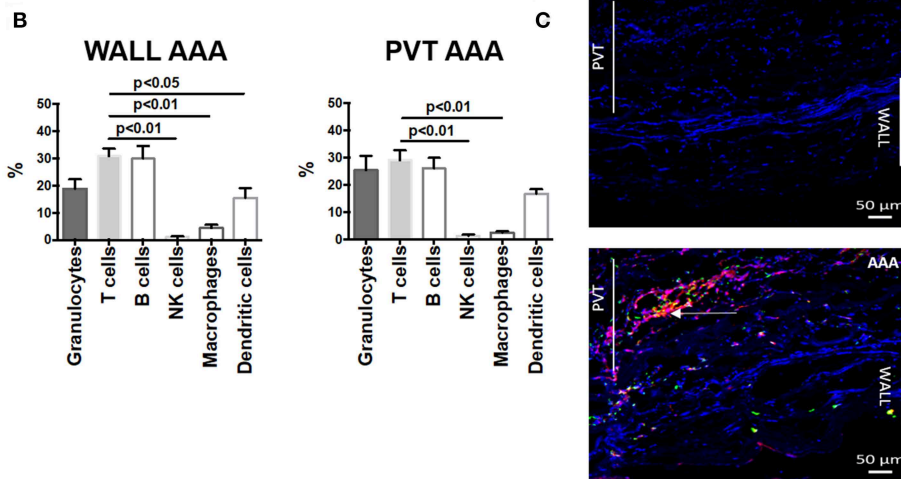 B
WALL AAA
p<0.05
p<0.01
p<0.01
50
40
30
20
10
0
%
Granulocytes
T cells
B cells
NK cells
Macrophages
Dendritic cells
PVT AAA
p<0.01
p<0.01
50
40
30
20
10
0
%
Granulocytes
T cells
B cells
NK cells
Macrophages
Dendritic cells
C
PVT
WALL
50 µm
AAA
PVT
WALL
50 µm